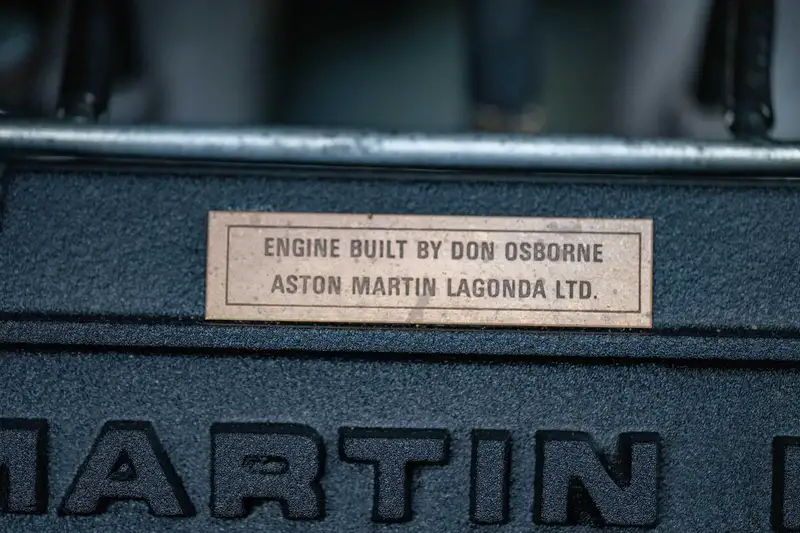 ENGINE BUILT BY DON OSBORNE
ASTON MARTIN LAGONDA LTD.
MARTIN